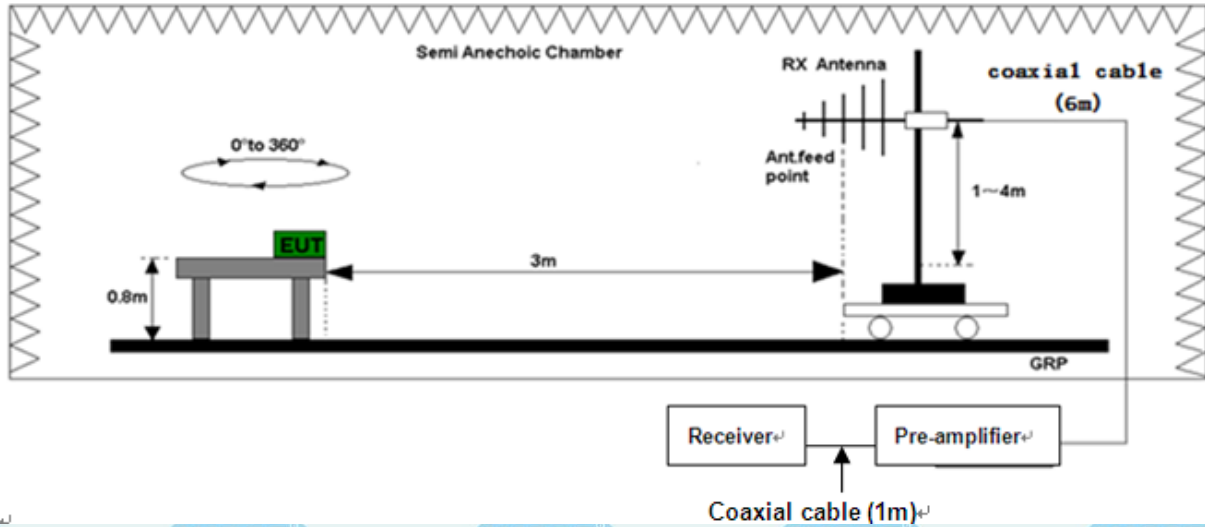 Semi Anechoic Chamber
RX Antenna
coaxial cable
(6m)
0°to 360°
Ant.feed
point
1～4m
EUT
3m
0.8m
GRP
Receiver↵
Pre-amplifier↵
Coaxial cable (1m)↵
↵